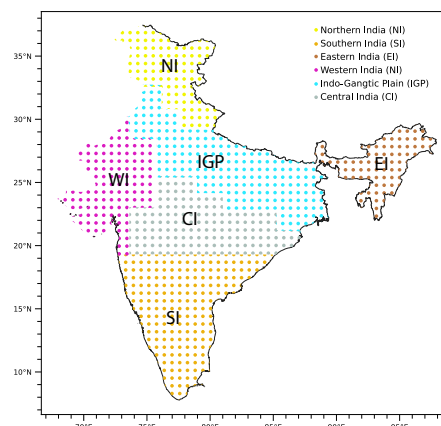 Northern India (NI)
Southern India (SI)
Eastern India (EI)
Western India (NI)
Indo-Gangtic Plain (IGP)
Central India (CI)
35°N
30°N
25°N
20°N
15°N
10°N
NI
IGP
WI
EI
CI
SI